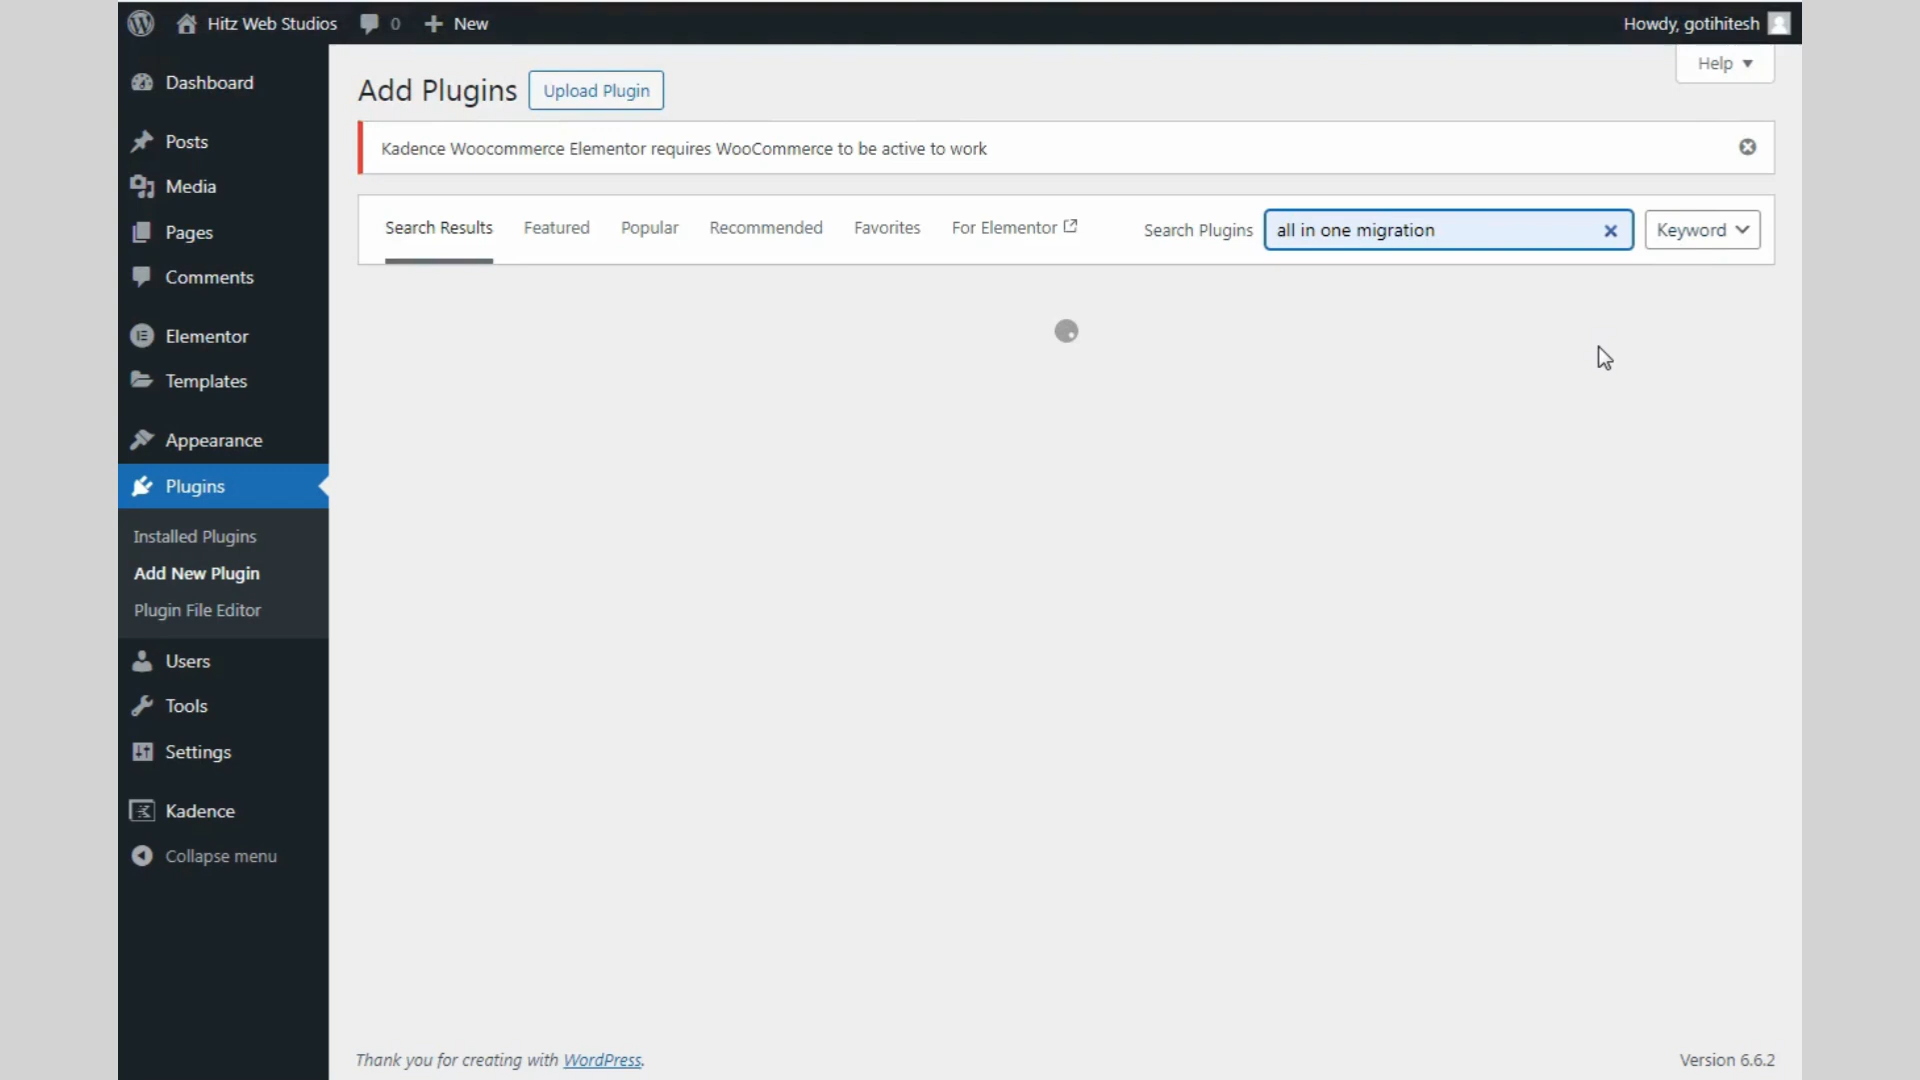 Hitz Web Studios 0 New Howdy, gotihitesh
Help
Dashboard
Posts
Media
Pages
Comments
Elementor
Templates
Appearance
Plugins
Installed Plugins
Add New Plugin
Plugin File Editor
Users
Tools
Settings
Kadence
Collapse menu
Add Plugins Upload Plugin
Kadence Woocommerce Elementor requires WooCommerce to be active to work
Search Results Featured Popular Recommended Favorites For Elementor Search Plugins all in one migration Keyword
Thank you for creating with WordPress. Version 6.6.2